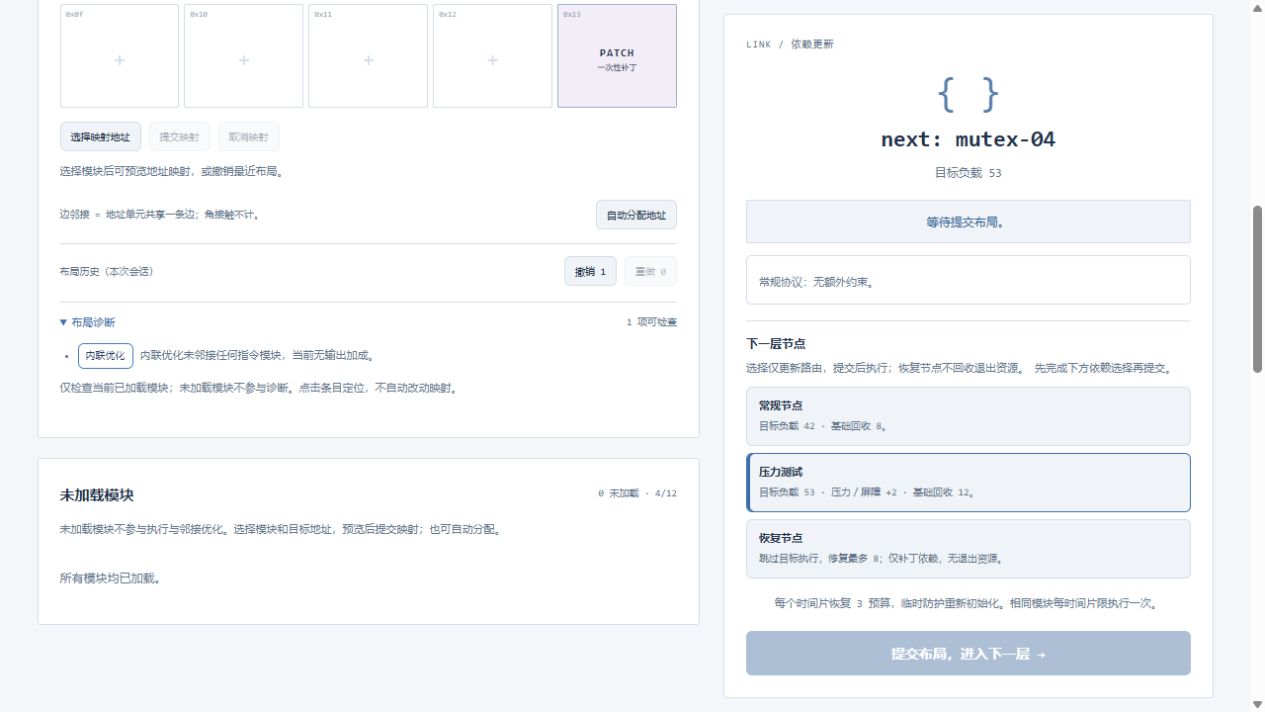 0x0f
0x10
0x11
0x12
0x13
+
+
+
+
PATCH
一次性补丁
选择映射地址
提交映射
取消映射
选择模块后可预览地址映射，或撤销最近布局。
边邻接 = 地址单元共享一条边；角接触不计。
自动分配地址
布局历史（本次会话）
撤销 1
重做 0
▼ 布局诊断
1 项可检查
• 内联优化 内联优化未邻接任何指令模块，当前无输出加成。
仅检查当前已加载模块；未加载模块不参与诊断。点击条目定位，不自动改动映射。
未加载模块
0 未加载 · 4/12
未加载模块不参与执行与邻接优化。选择模块和目标地址，预览后提交映射；也可自动分配。
所有模块均已加载。
LINK / 依赖更新
{ }
next: mutex-04
目标负载 53
等待提交布局。
常规协议：无额外约束。
下一层节点
选择仅更新路由，提交后执行；恢复节点不回收退出资源。 先完成下方依赖选择再提交。
常规节点
目标负载 42 · 基础回收 8。
压力测试
目标负载 53 · 压力 / 屏障 +2 · 基础回收 12。
恢复节点
跳过目标执行，修复最多 8；仅补丁依赖，无退出资源。
每个时间片恢复 3 预算，临时防护重新初始化。相同模块每时间片限执行一次。
提交布局，进入下一层 →